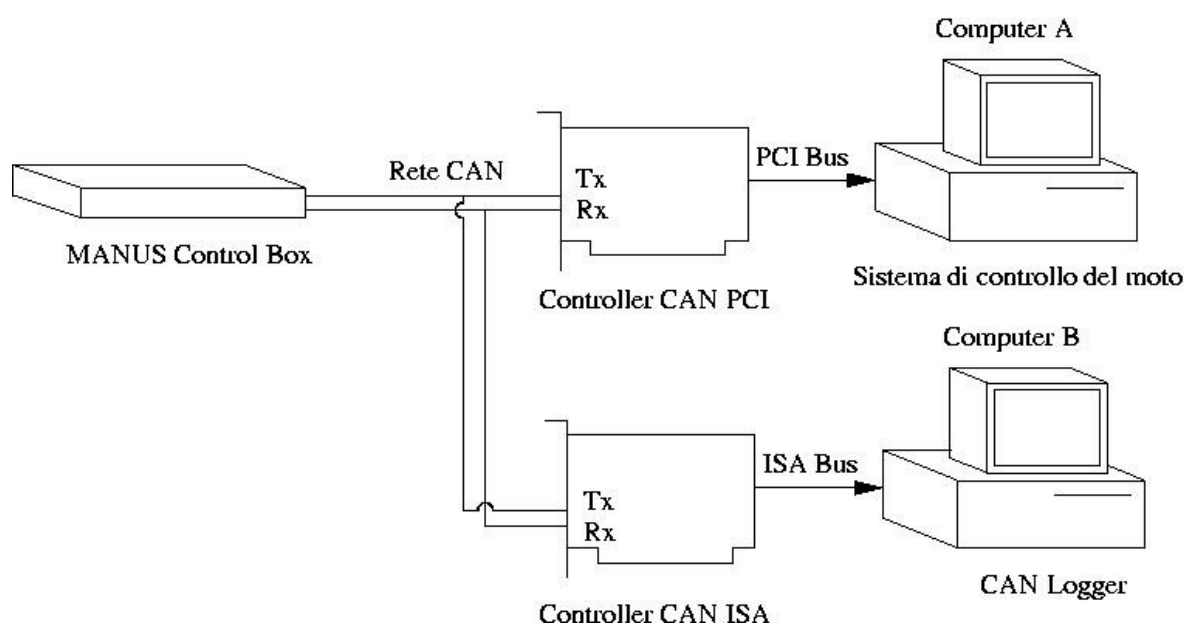 Computer A
PCI Bus
Rete CAN
Tx
Rx
MANUS Control Box
Sistema di controllo del moto
Controller CAN PCI
Computer B
ISA Bus
Tx
Rx
CAN Logger
Controller CAN ISA